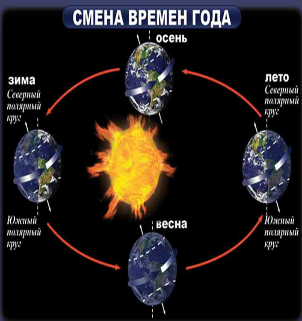 СМЕНА ВРЕМЕН ГОДА
осень
зима
Северный
полярный
круг
лето
Северный
полярный
круг
Южный
полярный
круг
весна
Южный
полярный
круг